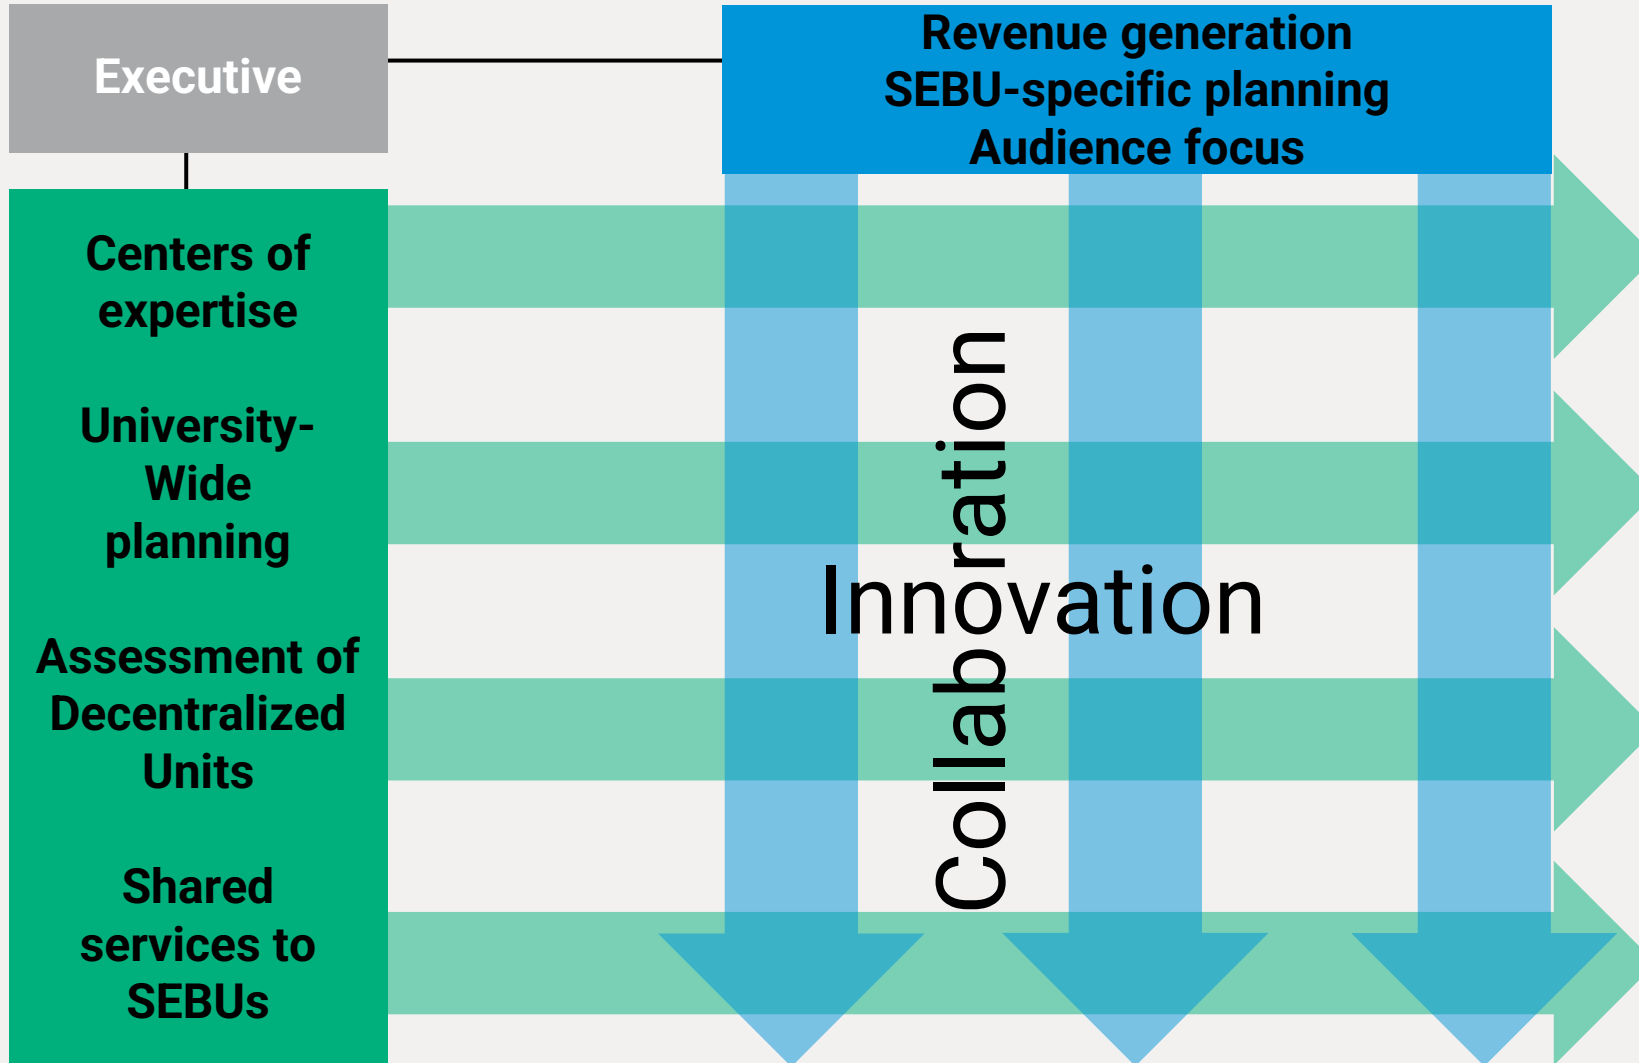 Executive
Revenue generation
SEBU-specific planning
Audience focus
Centers of
expertise
University-
Wide
planning
Assessment of
Decentralized
Units
Shared
services to
SEBUs
Collaboration
Innovation